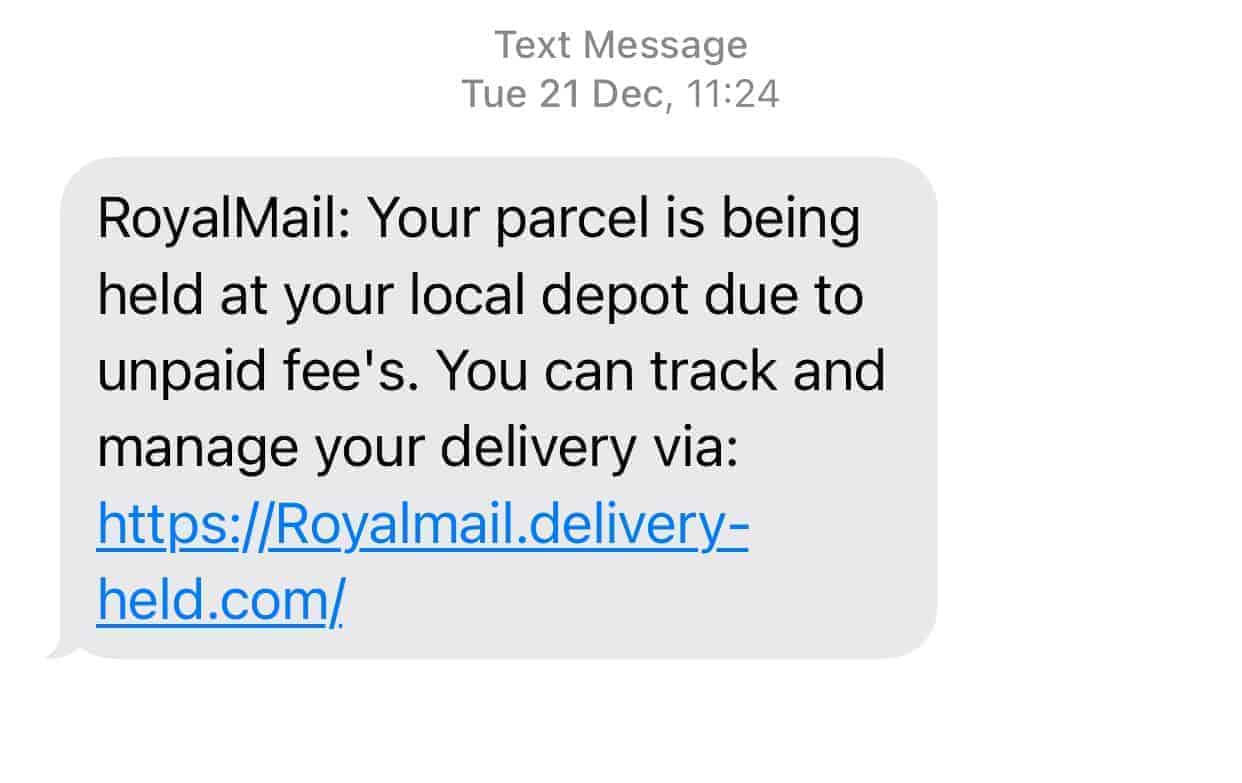 Text Message
Tue 21 Dec, 11:24
RoyalMail: Your parcel is being
held at your local depot due to
unpaid fee's. You can track and
manage your delivery via:
https://Royalmail.delivery-
held.com/